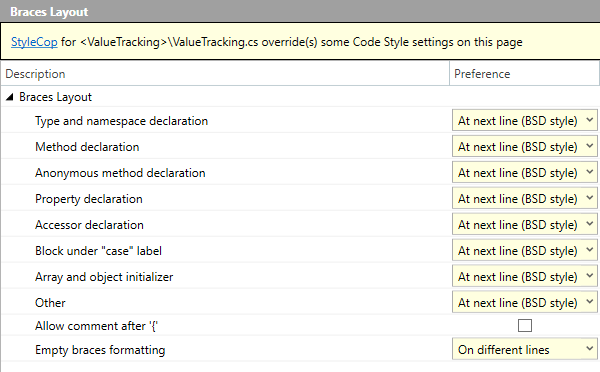 Braces Layout
StyleCop for <ValueTracking>\ValueTracking.cs override(s) some Code Style settings on this page
Description Preference
Braces Layout
Type and namespace declaration At next line (BSD style)
Method declaration At next line (BSD style)
Anonymous method declaration At next line (BSD style)
Property declaration At next line (BSD style)
Accessor declaration At next line (BSD style)
Block under "case" label At next line (BSD style)
Array and object initializer At next line (BSD style)
Other At next line (BSD style)
Allow comment after '{'
Empty braces formatting On different lines